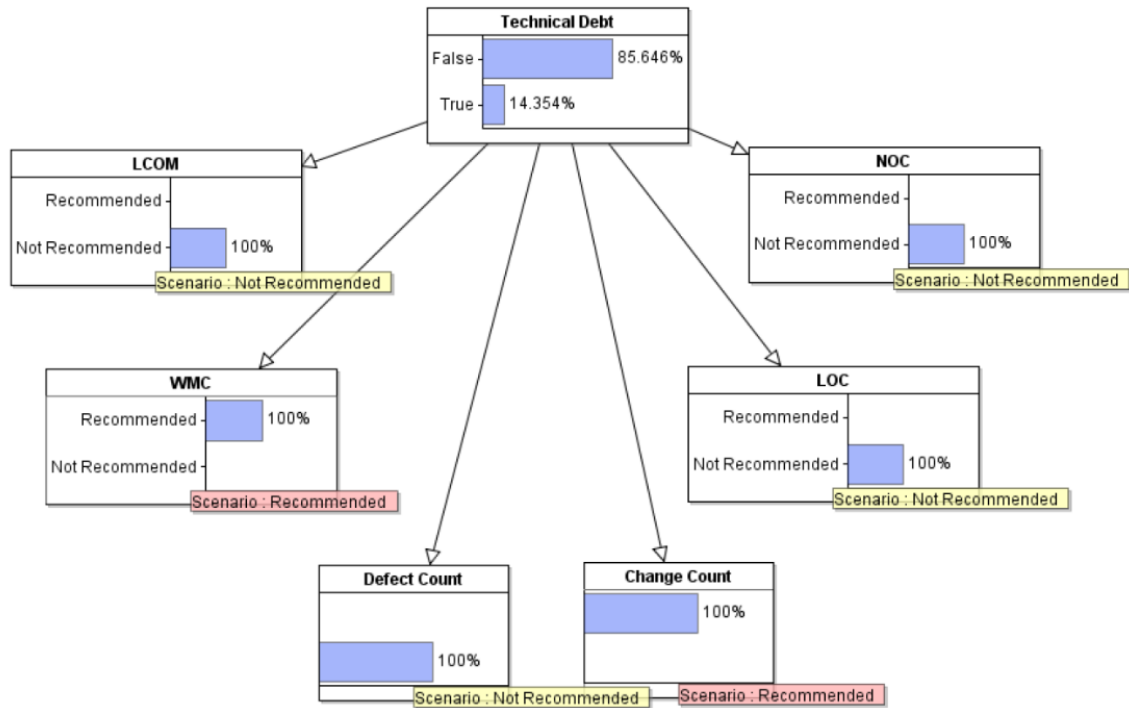 Technical Debt
False
85.646%
True
14.354%
LCOM
Recommended
Not Recommended
100%
Scenario : Not Recommended
NOC
Recommended
Not Recommended
100%
Scenario : Not Recommended
WMC
Recommended
100%
Not Recommended
Scenario : Recommended
LOC
Recommended
Not Recommended
100%
Scenario : Not Recommended
Defect Count
100%
Scenario : Not Recommended
Change Count
100%
Scenario : Recommended